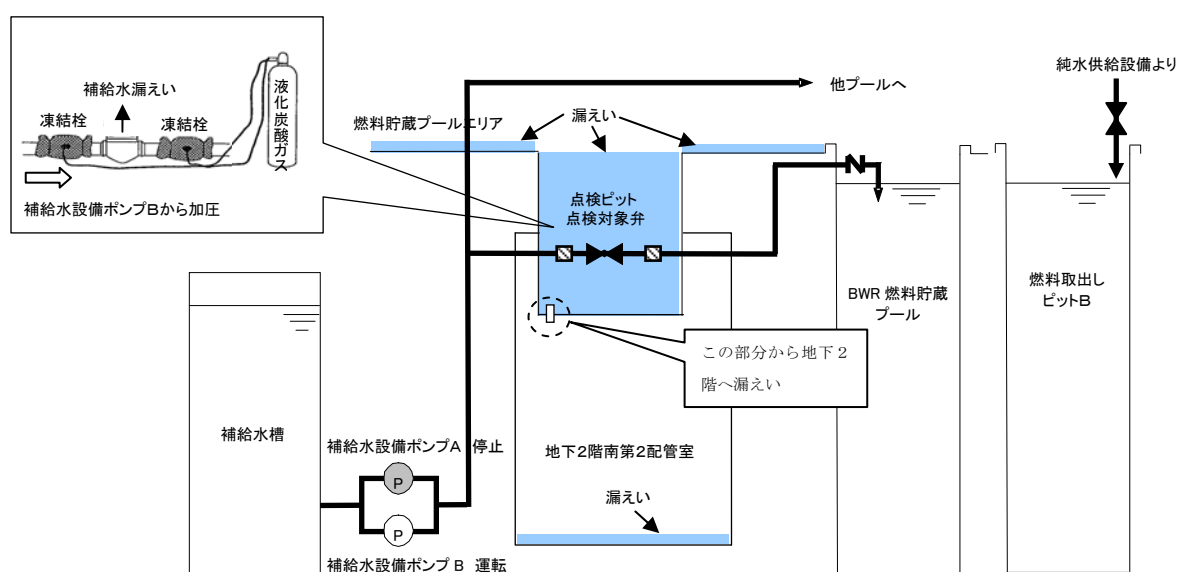 補給水漏えい
凍結栓
凍結栓
液化炭酸ガス
補給水設備ポンプBから加圧
他プールへ
純水供給設備より
燃料貯蔵プールエリア
漏えい
点検ピット
点検対象弁
BWR 燃料貯蔵
プール
燃料取出し
ピットB
この部分から地下2
階へ漏えい
補給水槽
補給水設備ポンプA 停止
P
P
補給水設備ポンプ B 運転
地下2階南第2配管室
漏えい